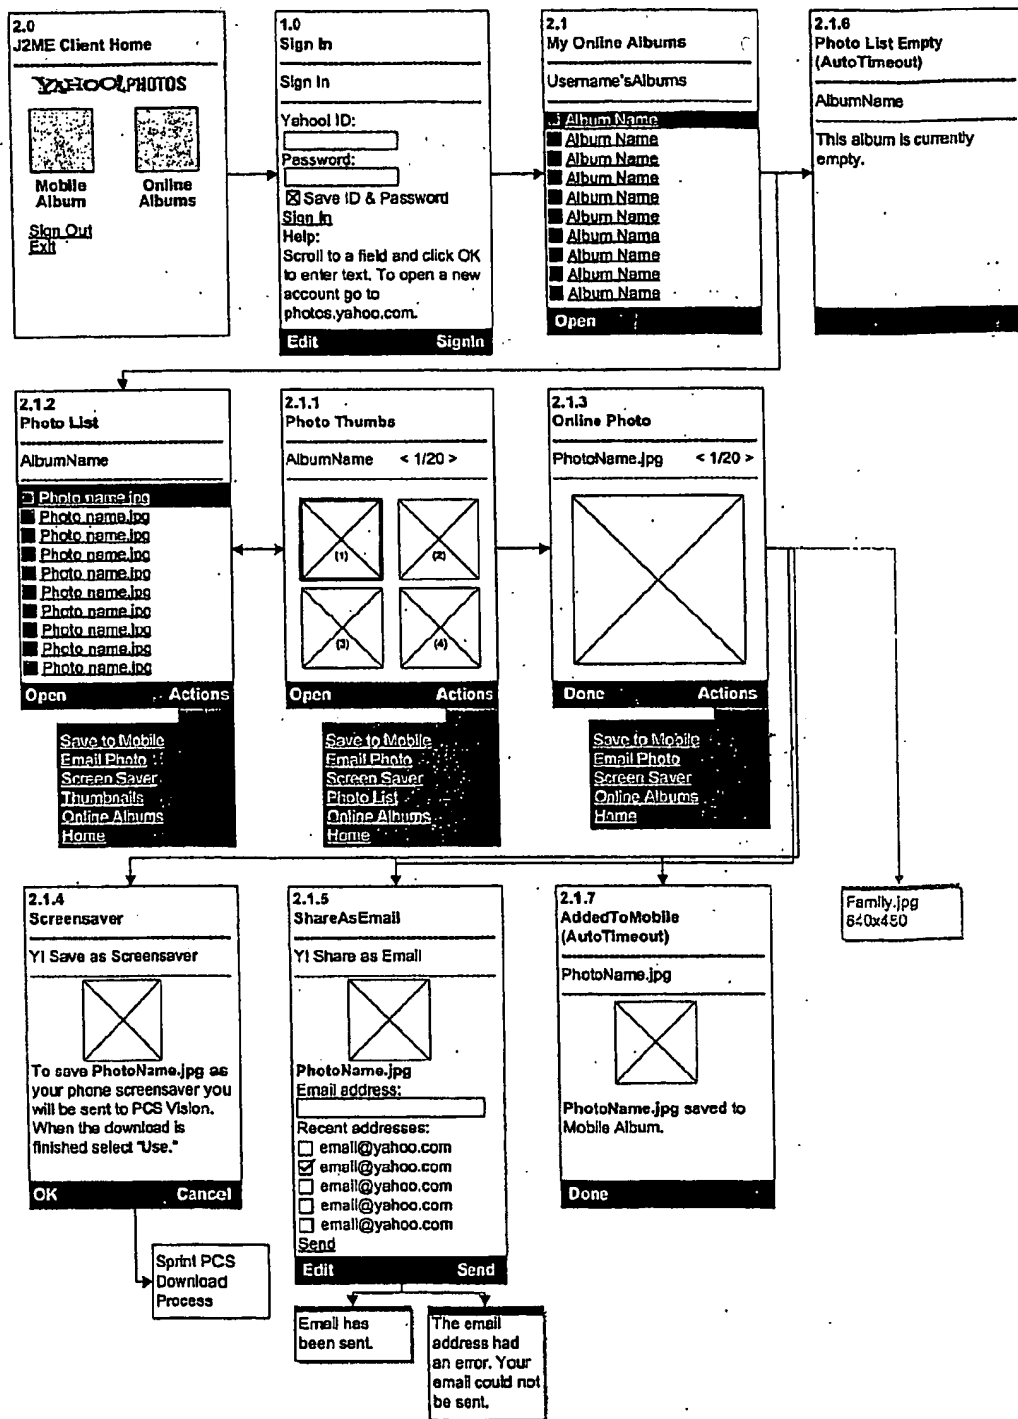 2.0
J2ME Client Home
YAHOO! PHOTOS
Mobile
Album
Online
Albums
Sign Out
Exit
1.0
Sign In
Sign In
Yahool ID:
Password:
Save ID & Password
Sign In
Help:
Scroll to a field and click OK
to enter text. To open a new
account go to
photos.yahoo.com.
Edit SignIn
2.1
My Online Albums
Username'sAlbums
Album Name
Album Name
Album Name
Album Name
Album Name
Album Name
Album Name
Album Name
Album Name
Album Name
Open
2.1.6
Photo List Empty
(AutoTimeout)
AlbumName
This album is currently
empty.
2.1.2
Photo List
AlbumName
Photo name.jpg
Photo name.jpg
Photo name.jpg
Photo name.jpg
Photo name.jpg
Photo name.jpg
Photo name.jpg
Photo name.jpg
Photo name.jpg
Photo name.jpg
Open Actions
Save to Mobile
Email Photo
Screen Saver
Thumbnails
Online Albums
Home
2.1.1
Photo Thumbs
AlbumName < 1/20 >
(1) (2)
(3) (4)
Open Actions
Save to Mobile
Email Photo
Screen Saver
Photo List
Online Albums
Home
2.1.3
Online Photo
PhotoName.jpg < 1/20 >
Done Actions
Save to Mobile
Email Photo
Screen Saver
Online Albums
Home
2.1.4
Screensaver
Y! Save as Screensaver
To save PhotoName.jpg as
your phone screensaver you
will be sent to PCS Vision.
When the download is
finished select "Use."
OK Cancel
Sprint PCS
Download
Process
2.1.5
ShareAsEmail
Y! Share as Email
PhotoName.jpg
Email address:
Recent addresses:
email@yahoo.com
email@yahoo.com
email@yahoo.com
email@yahoo.com
email@yahoo.com
Send
Edit Send
Email has
been sent.
The email
address had
an error. Your
email could not
be sent.
2.1.7
AddedToMobile
(AutoTimeout)
PhotoName.jpg
PhotoName.jpg saved to
Mobile Album.
Done
Family.jpg
640x480